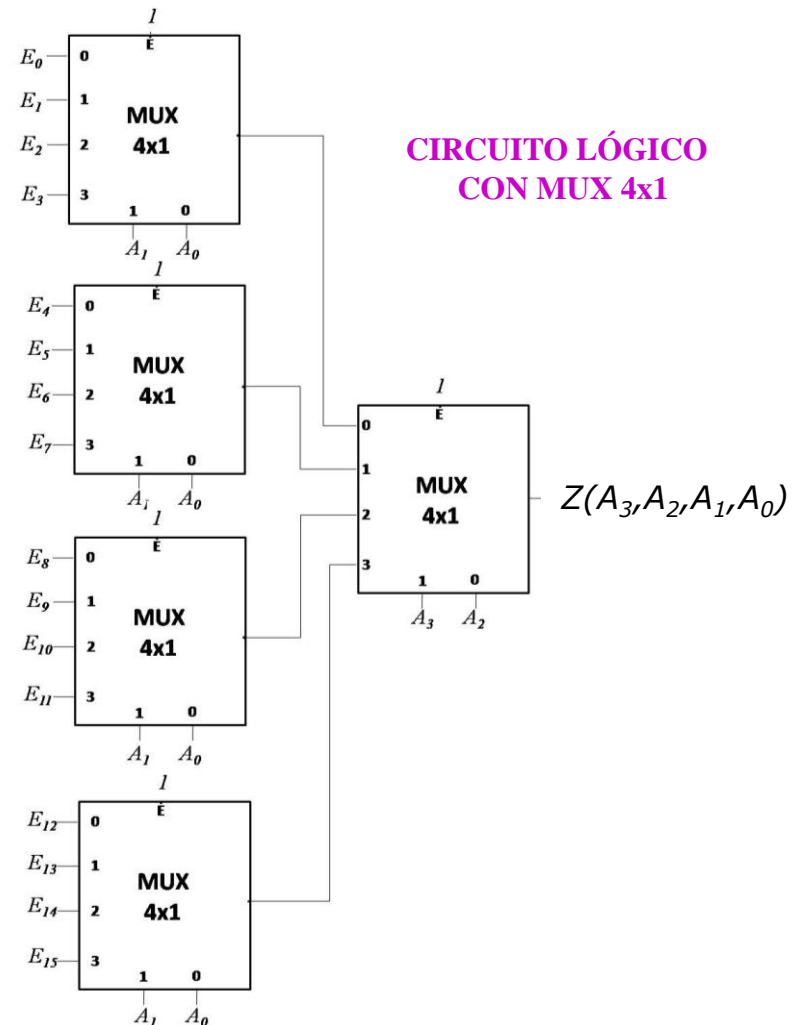 1
E
E₀ 0
E₁ 1
MUX
E₂ 2 4x1
E₃ 3
1 0
A₁ A₀
CIRCUITO LÓGICO
CON MUX 4x1
1
E
E₄ 0
E₅ 1
MUX
E₆ 2 4x1
E₇ 3
1 0
A₁ A₀
1
E
E₈ 0
E₉ 1
MUX
E₁₀ 2 4x1
E₁₁ 3
1 0
A₁ A₀
1
E
E₁₂ 0
E₁₃ 1
MUX
E₁₄ 2 4x1
E₁₅ 3
1 0
A₁ A₀
1
E
0
1
MUX
2 4x1
3
1 0
A₃ A₂
Z(A₃,A₂,A₁,A₀)